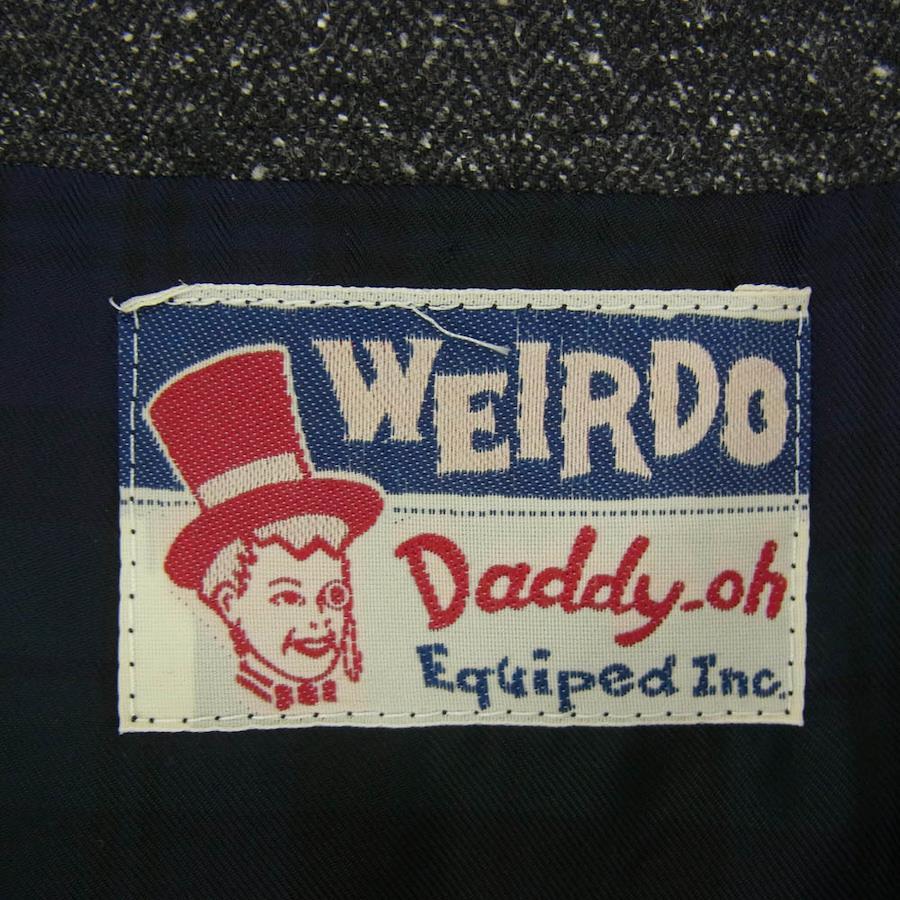 WEIRDO
Daddy-oh
Equiped Inc.